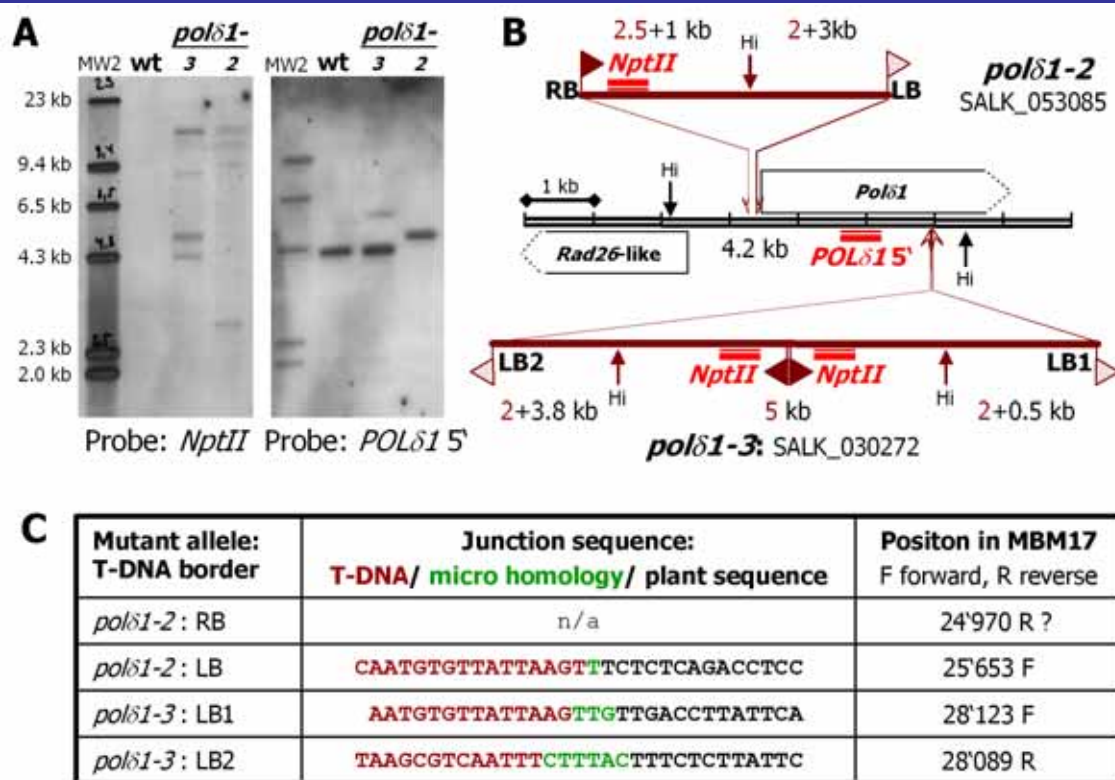 A
polδ1-
MW2 wt 3 2
polδ1-
MW2 wt 3 2
23 kb
9.4 kb
6.5 kb
4.3 kb
2.3 kb
2.0 kb
Probe: NptII
Probe: POLδ1 5'
B
2.5+1 kb
Hi
2+3kb
NptII
RB
LB
polδ1-2
SALK_053085
1 kb
Hi
Polδ1
Rad26-like
4.2 kb
POLδ1 5'
Hi
LB2
LB1
Hi
NptII
NptII
Hi
2+3.8 kb
5 kb
2+0.5 kb
polδ1-3: SALK_030272
C
Mutant allele:
T-DNA border
Junction sequence:
T-DNA/ micro homology/ plant sequence
Positon in MBM17
F forward, R reverse
polδ1-2 : RB
n/a
24'970 R ?
polδ1-2 : LB
CAATGTGTTATTAAGTTTCTCTCAGACCTCC
25'653 F
polδ1-3 : LB1
AATGTGTTATTAAGTTGTTGACCTTATTCA
28'123 F
polδ1-3 : LB2
TAAGCGTCAATTTCTTTACTTTCTCTTATTC
28'089 R